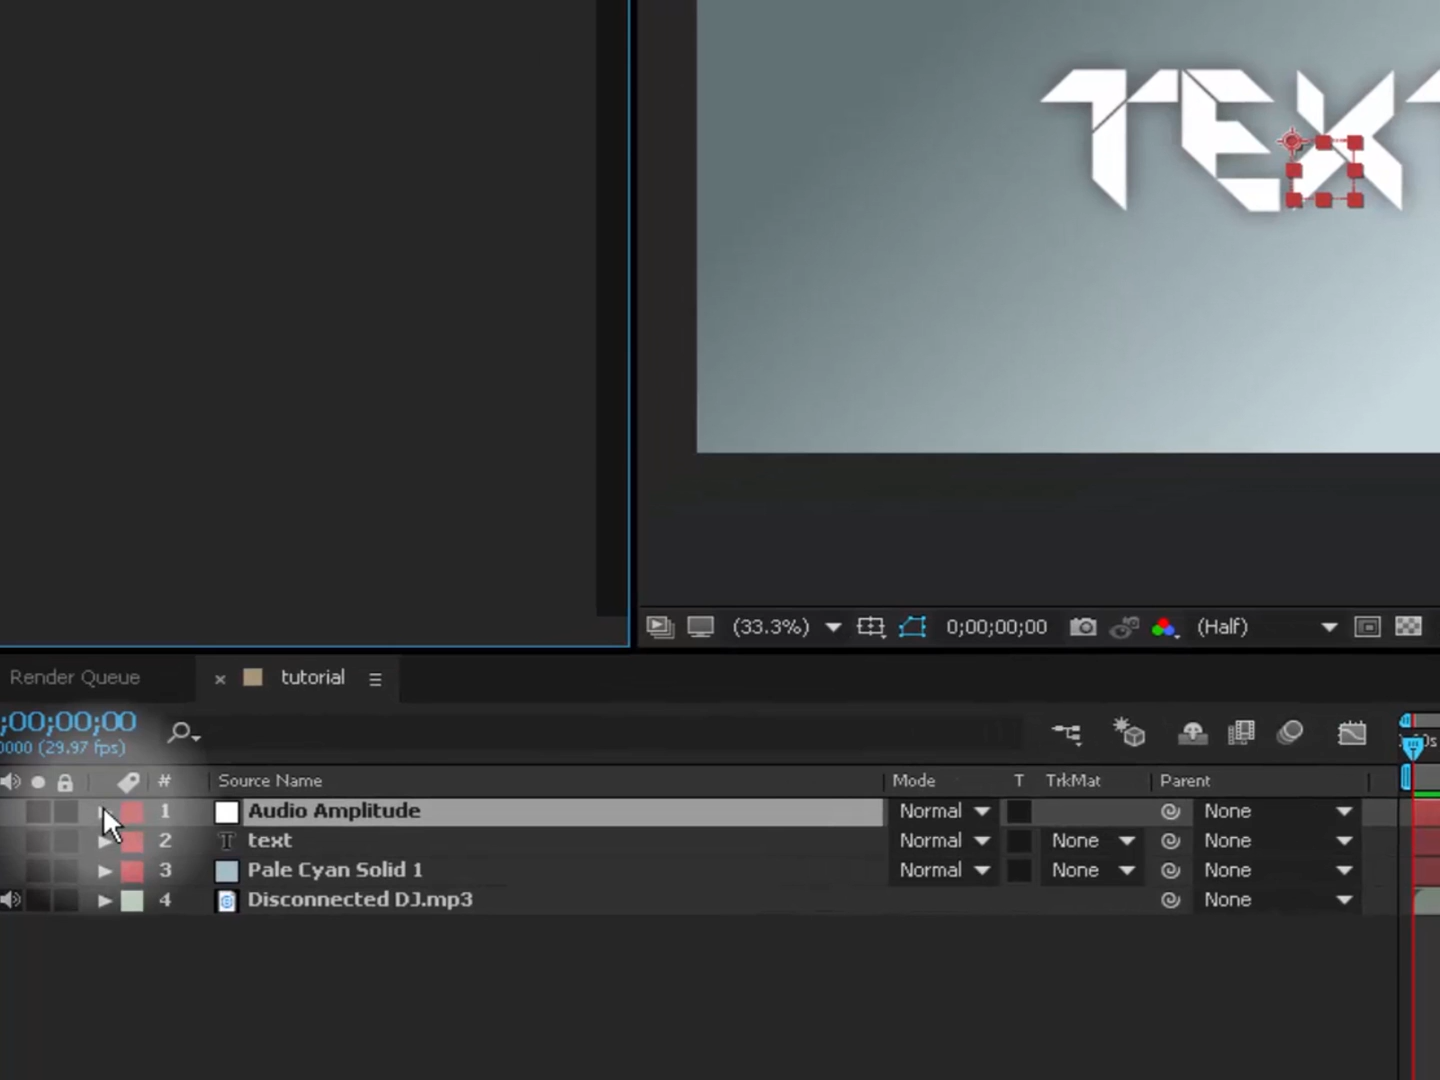 TEXT
(33.3%) 0;00;00;00 (Half)
Render Queue × tutorial
;00;00;00
0000 (29.97 fps)
# Source Name Mode T TrkMat Parent
1 Audio Amplitude Normal None
2 T text Normal None None
3 Pale Cyan Solid 1 Normal None None
4 Disconnected DJ.mp3 None